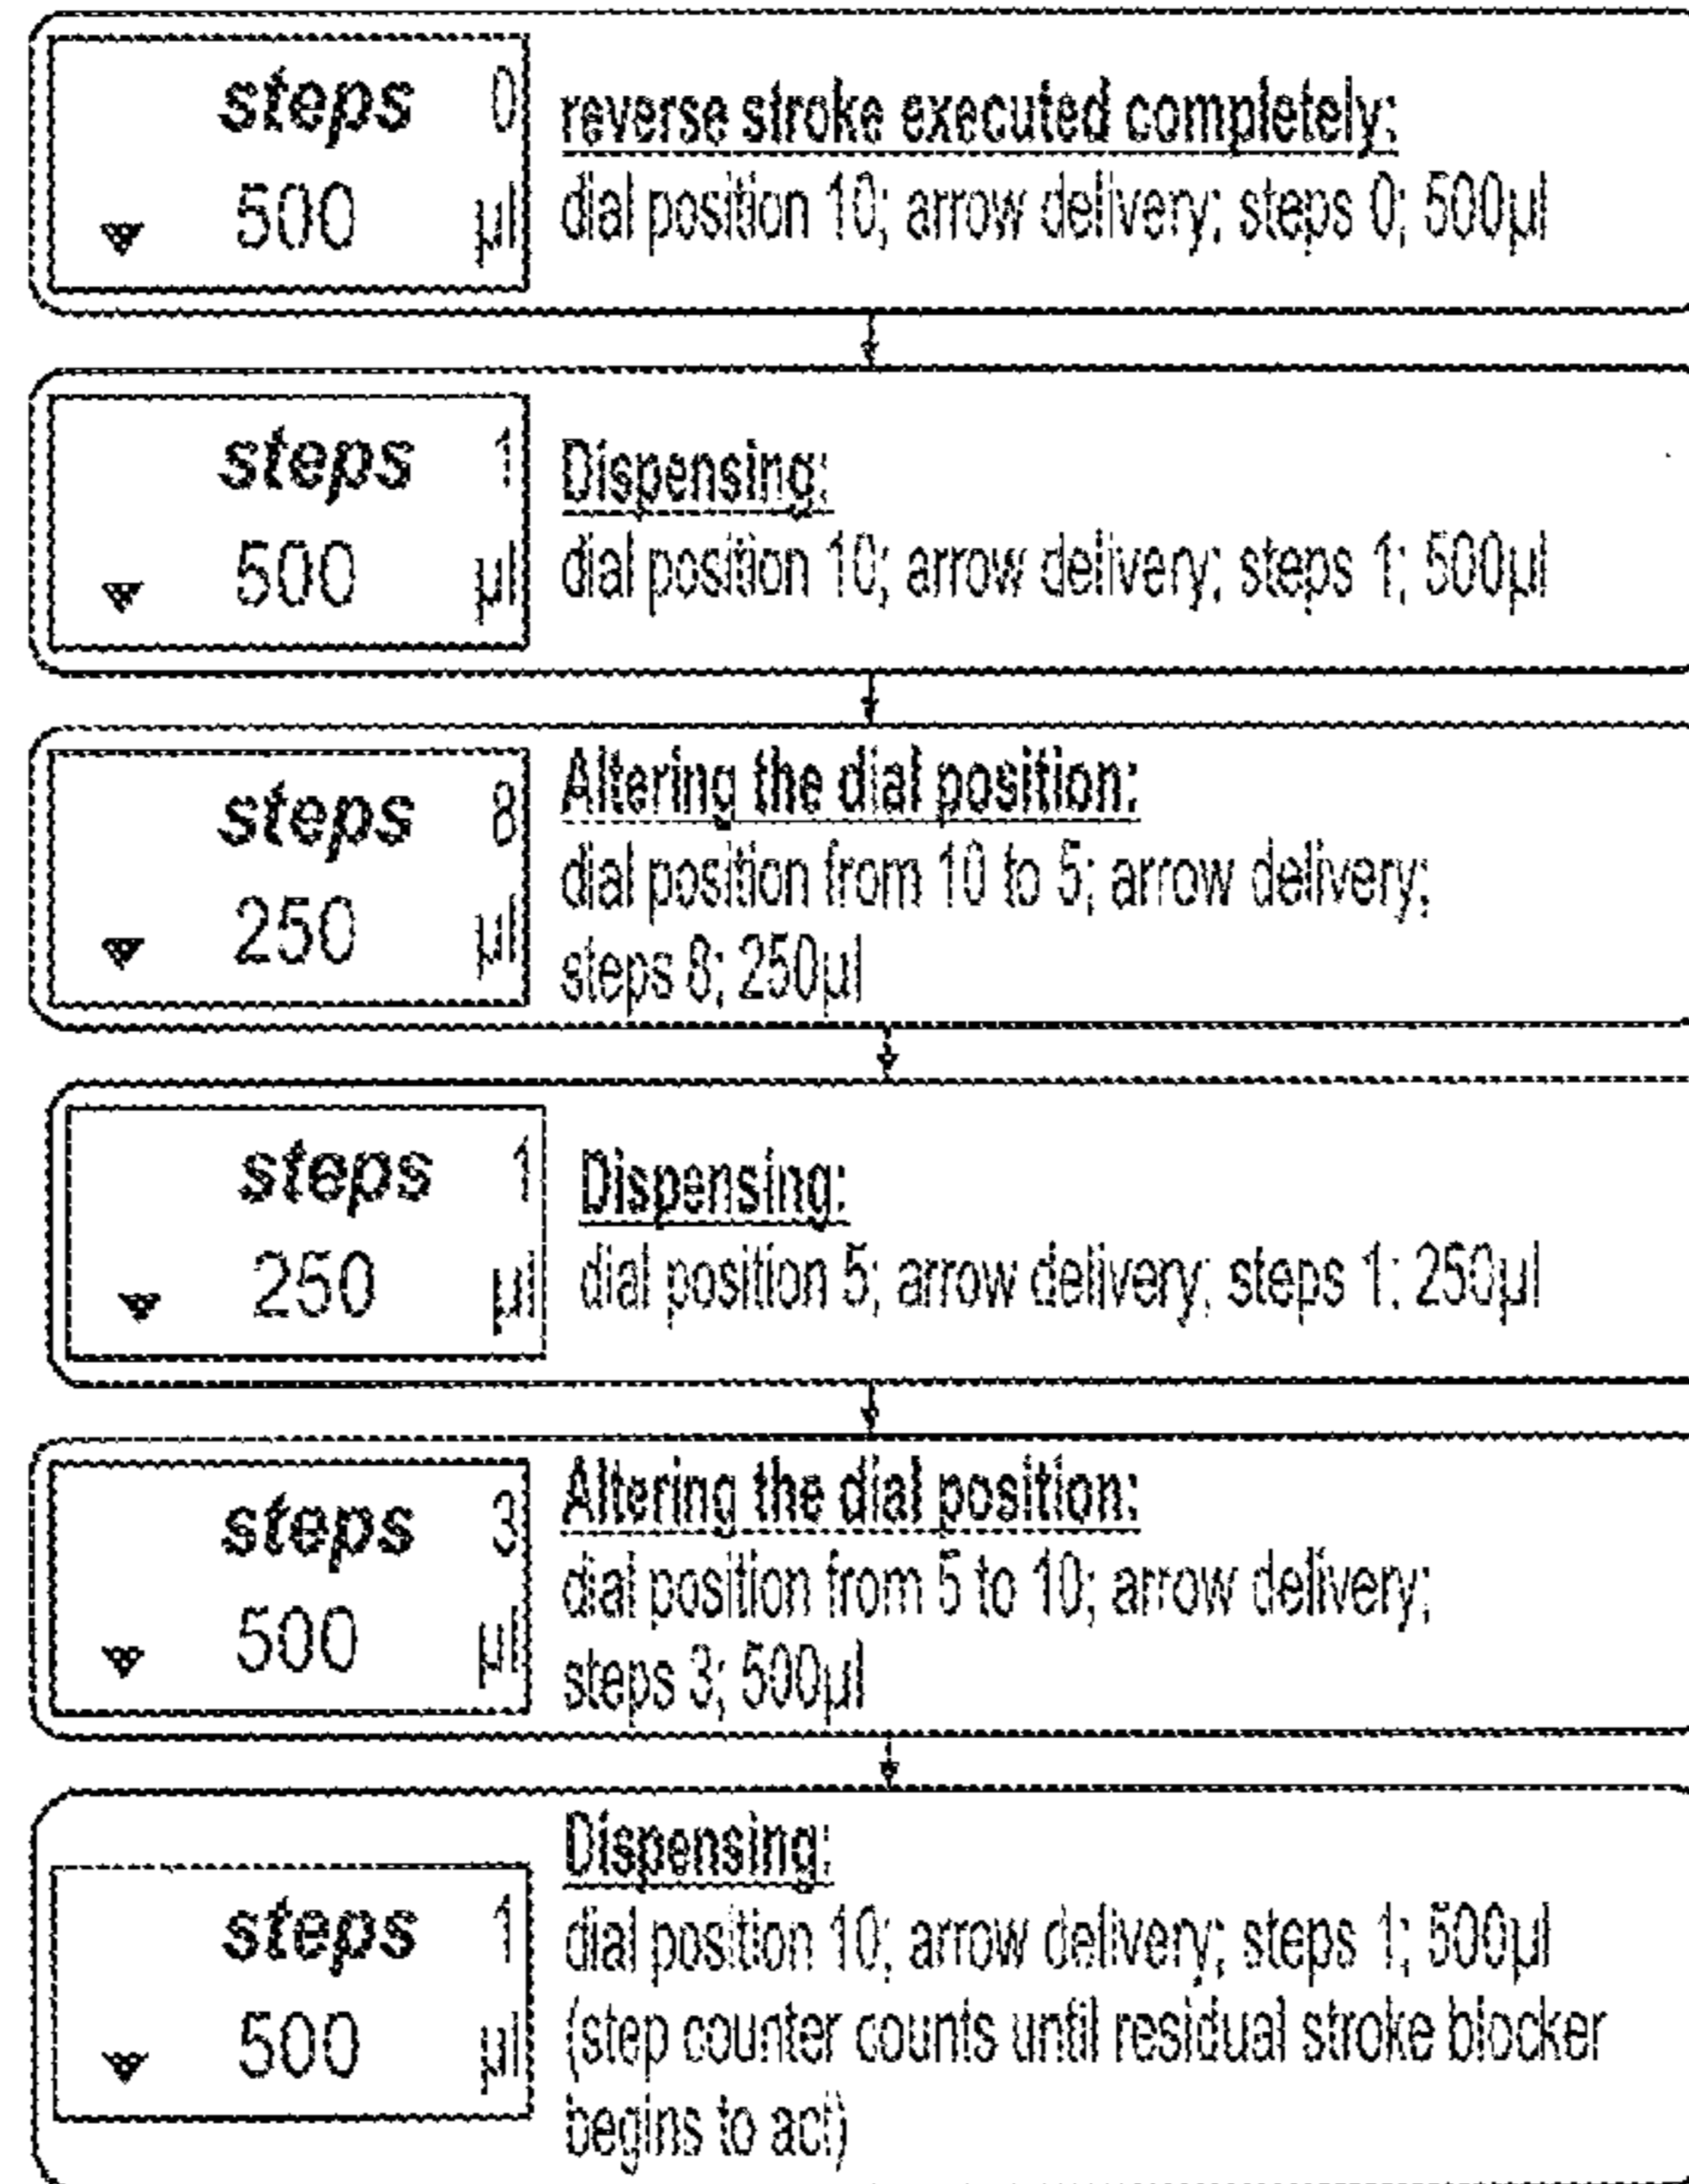 steps 0
500 µl
reverse stroke executed completely:
dial position 10; arrow delivery; steps 0; 500µl
steps 1
500 µl
Dispensing:
dial position 10; arrow delivery; steps 1; 500µl
steps 8
250 µl
Altering the dial position:
dial position from 10 to 5; arrow delivery;
steps 8; 250µl
steps 1
250 µl
Dispensing:
dial position 5; arrow delivery; steps 1; 250µl
steps 3
500 µl
Altering the dial position:
dial position from 5 to 10; arrow delivery;
steps 3; 500µl
steps 1
500 µl
Dispensing:
dial position 10; arrow delivery; steps 1; 500µl
(step counter counts until residual stroke blocker
begins to act)